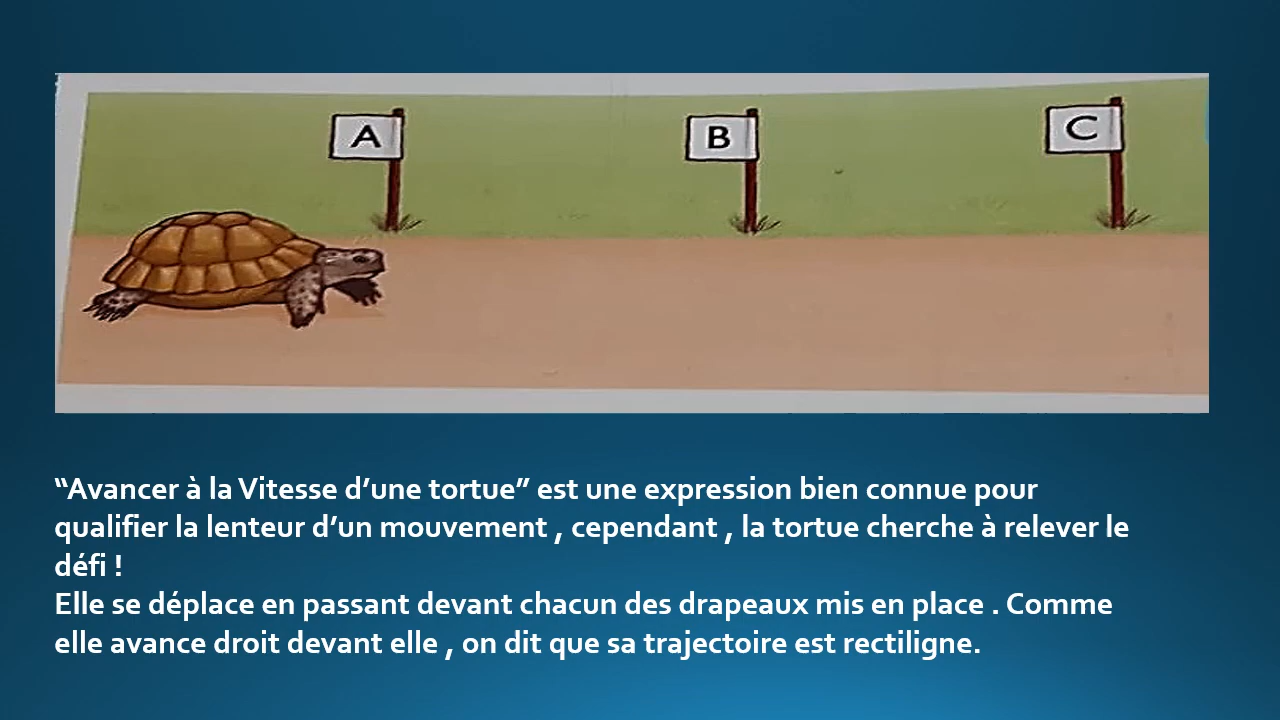 A
B
C
“Avancer à la Vitesse d’une tortue” est une expression bien connue pour
qualifier la lenteur d’un mouvement , cependant , la tortue cherche à relever le
défi !
Elle se déplace en passant devant chacun des drapeaux mis en place . Comme
elle avance droit devant elle , on dit que sa trajectoire est rectiligne.